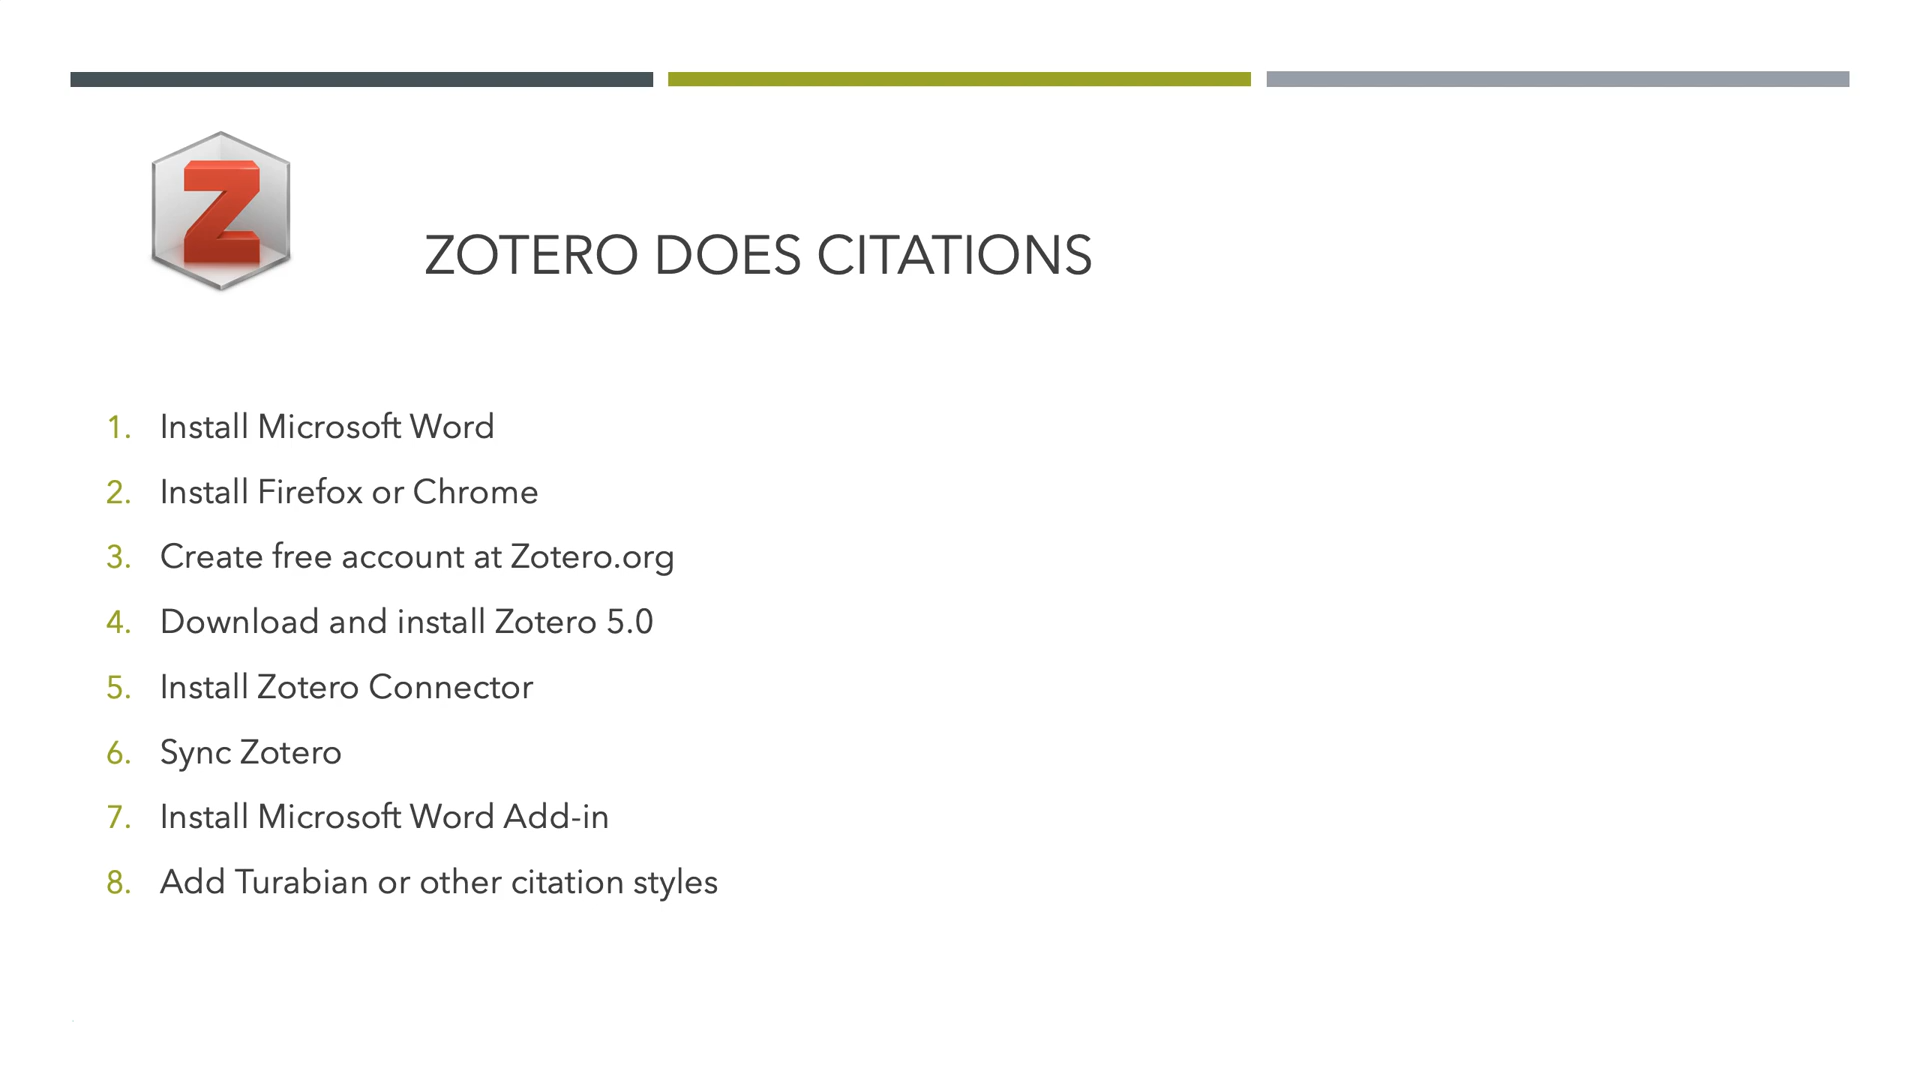 Z
ZOTERO DOES CITATIONS
1. Install Microsoft Word
2. Install Firefox or Chrome
3. Create free account at Zotero.org
4. Download and install Zotero 5.0
5. Install Zotero Connector
6. Sync Zotero
7. Install Microsoft Word Add-in
8. Add Turabian or other citation styles